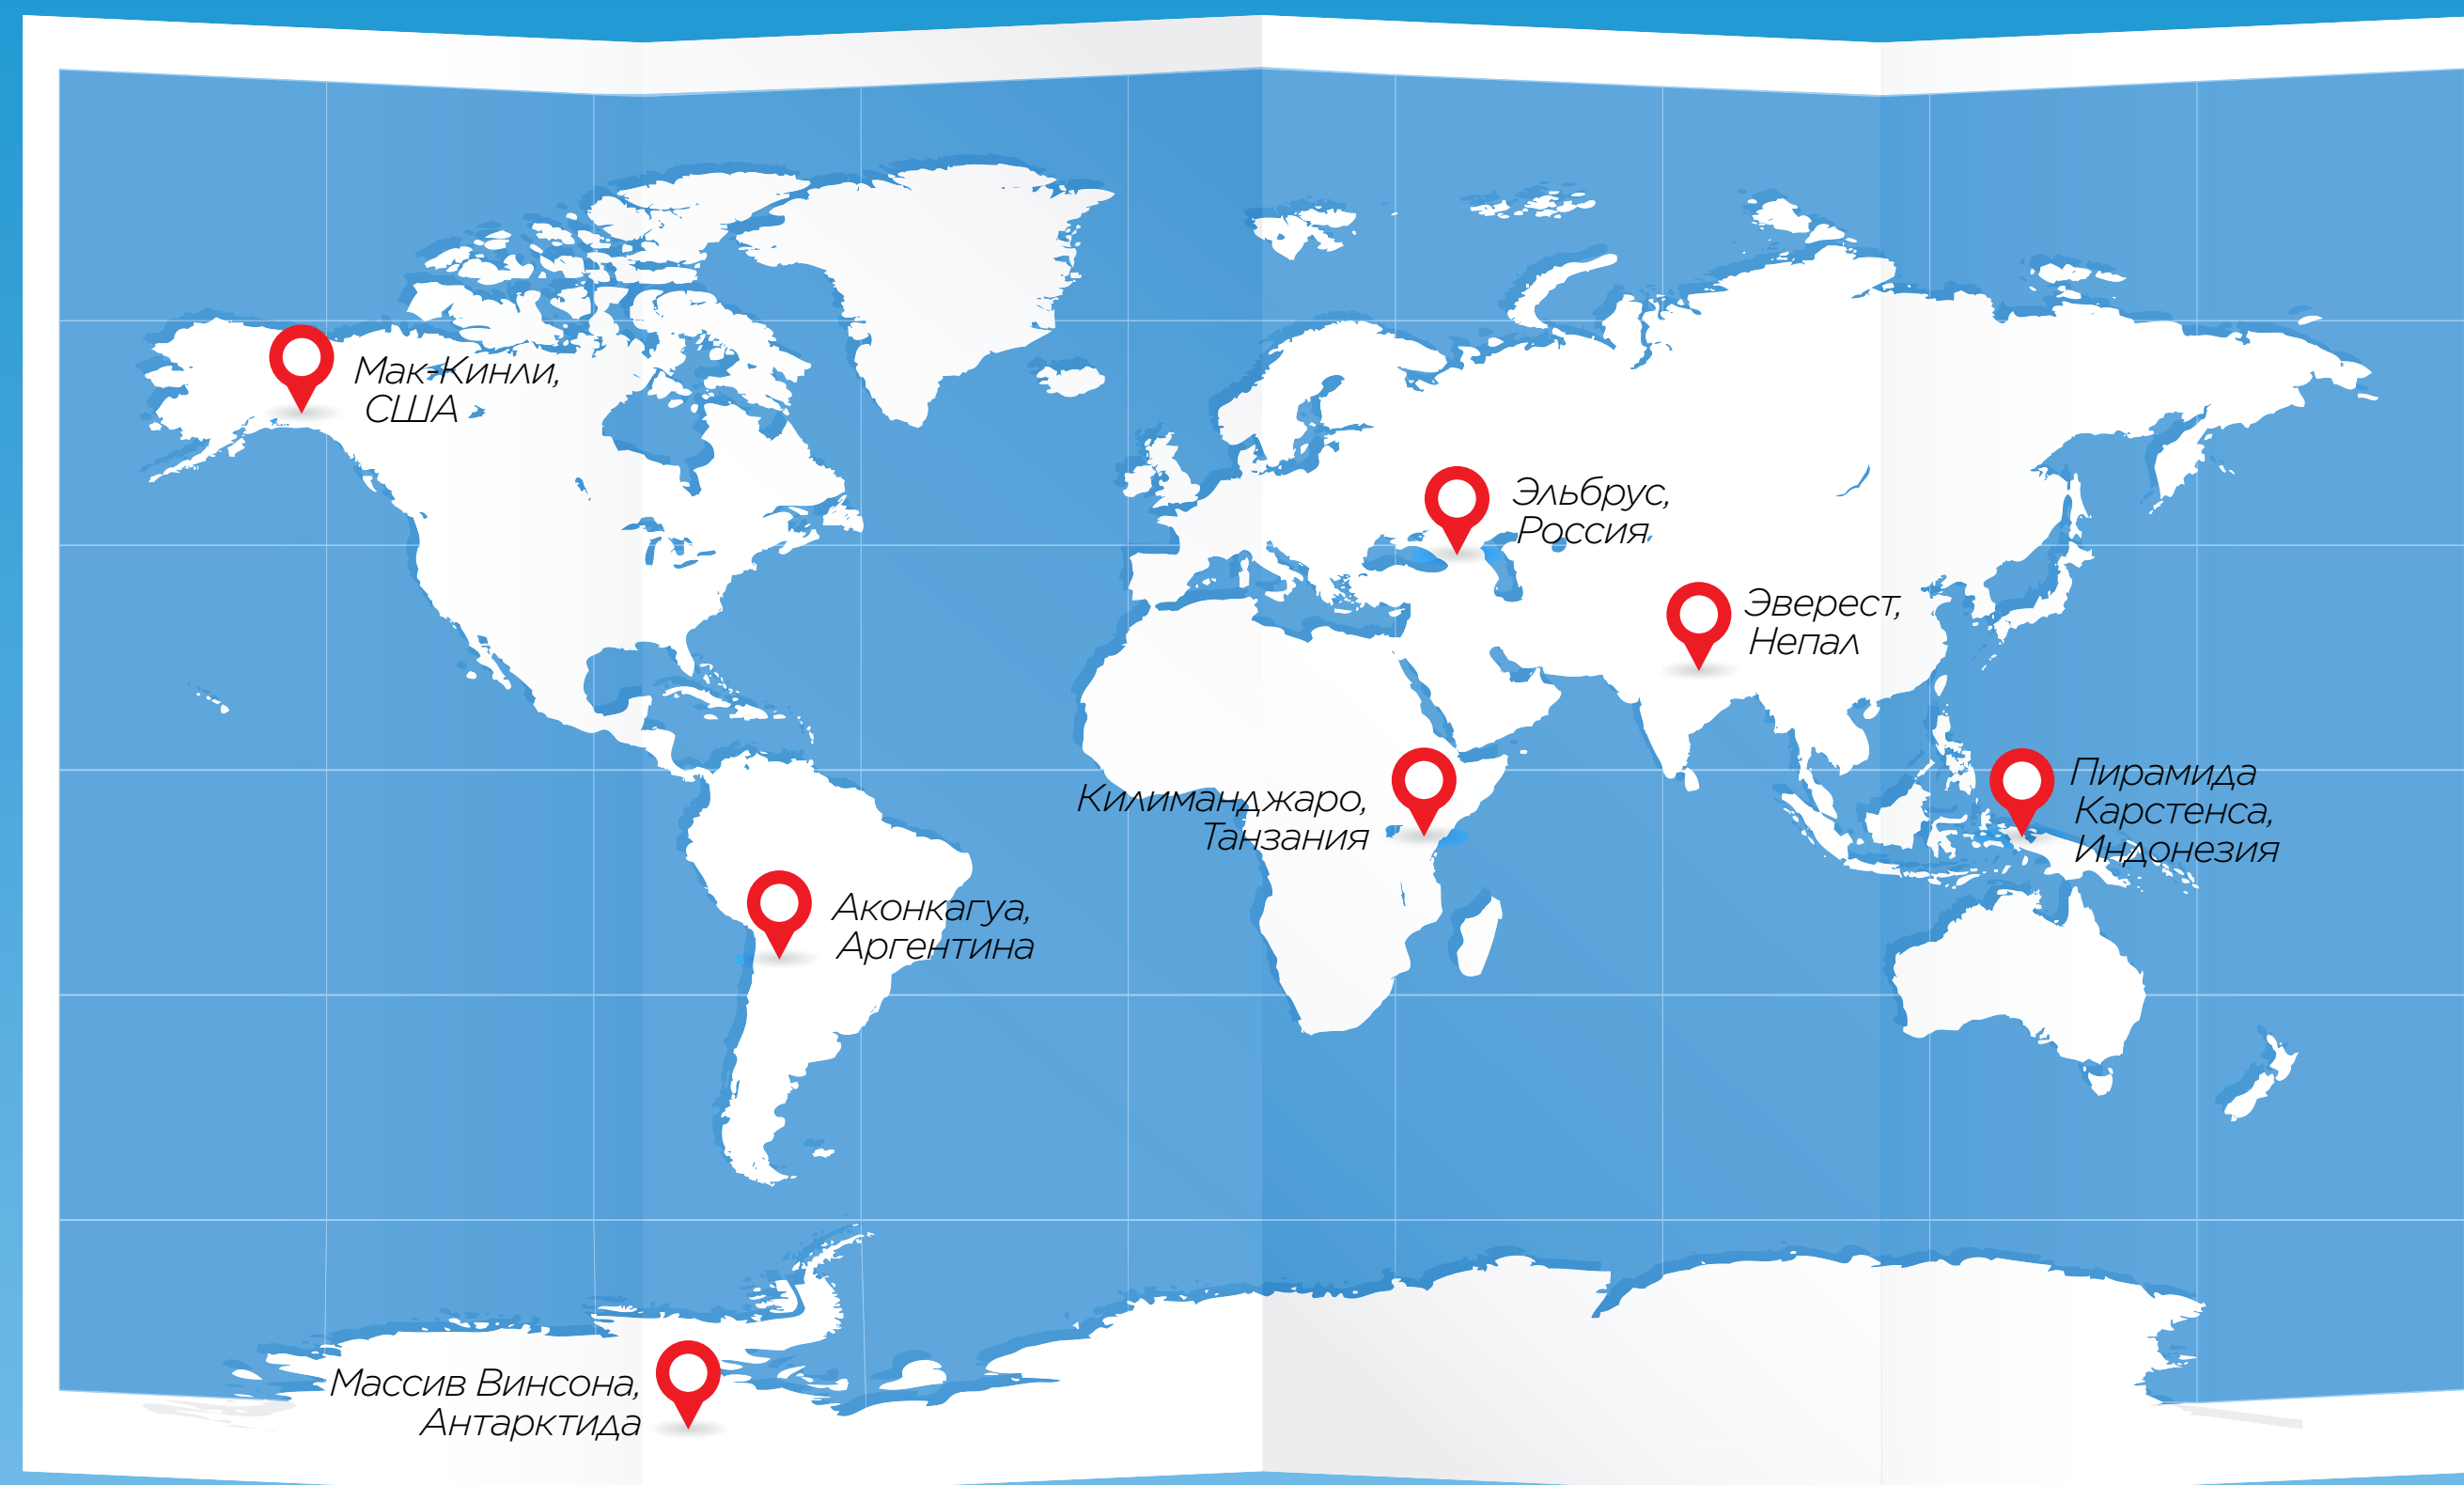 Мак-Кинли,
США
Эльбрус,
Россия
Эверест,
Непал
Килиманджаро,
Танзания
Пирамида
Карстенса,
Индонезия
Аконкагуа,
Аргентина
Массив Винсона,
Антарктида